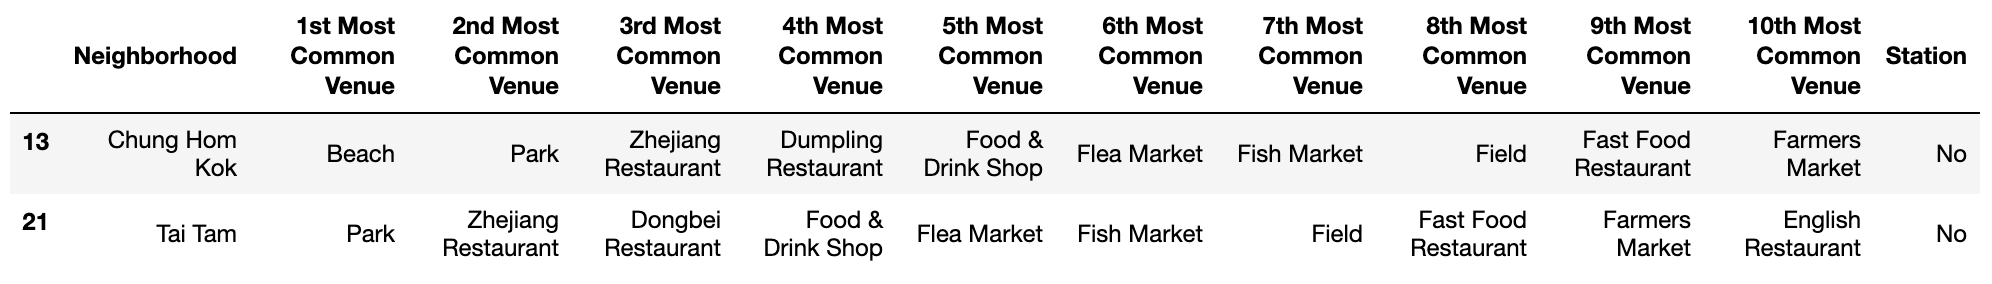 Neighborhood 1st Most Common Venue 2nd Most Common Venue 3rd Most Common Venue 4th Most Common Venue 5th Most Common Venue 6th Most Common Venue 7th Most Common Venue 8th Most Common Venue 9th Most Common Venue 10th Most Common Venue Station
13 Chung Hom Kok Beach Park Zhejiang Restaurant Dumpling Restaurant Food & Drink Shop Flea Market Fish Market Field Fast Food Restaurant Farmers Market No
21 Tai Tam Park Zhejiang Restaurant Dongbei Restaurant Food & Drink Shop Flea Market Fish Market Field Fast Food Restaurant Farmers Market English Restaurant No